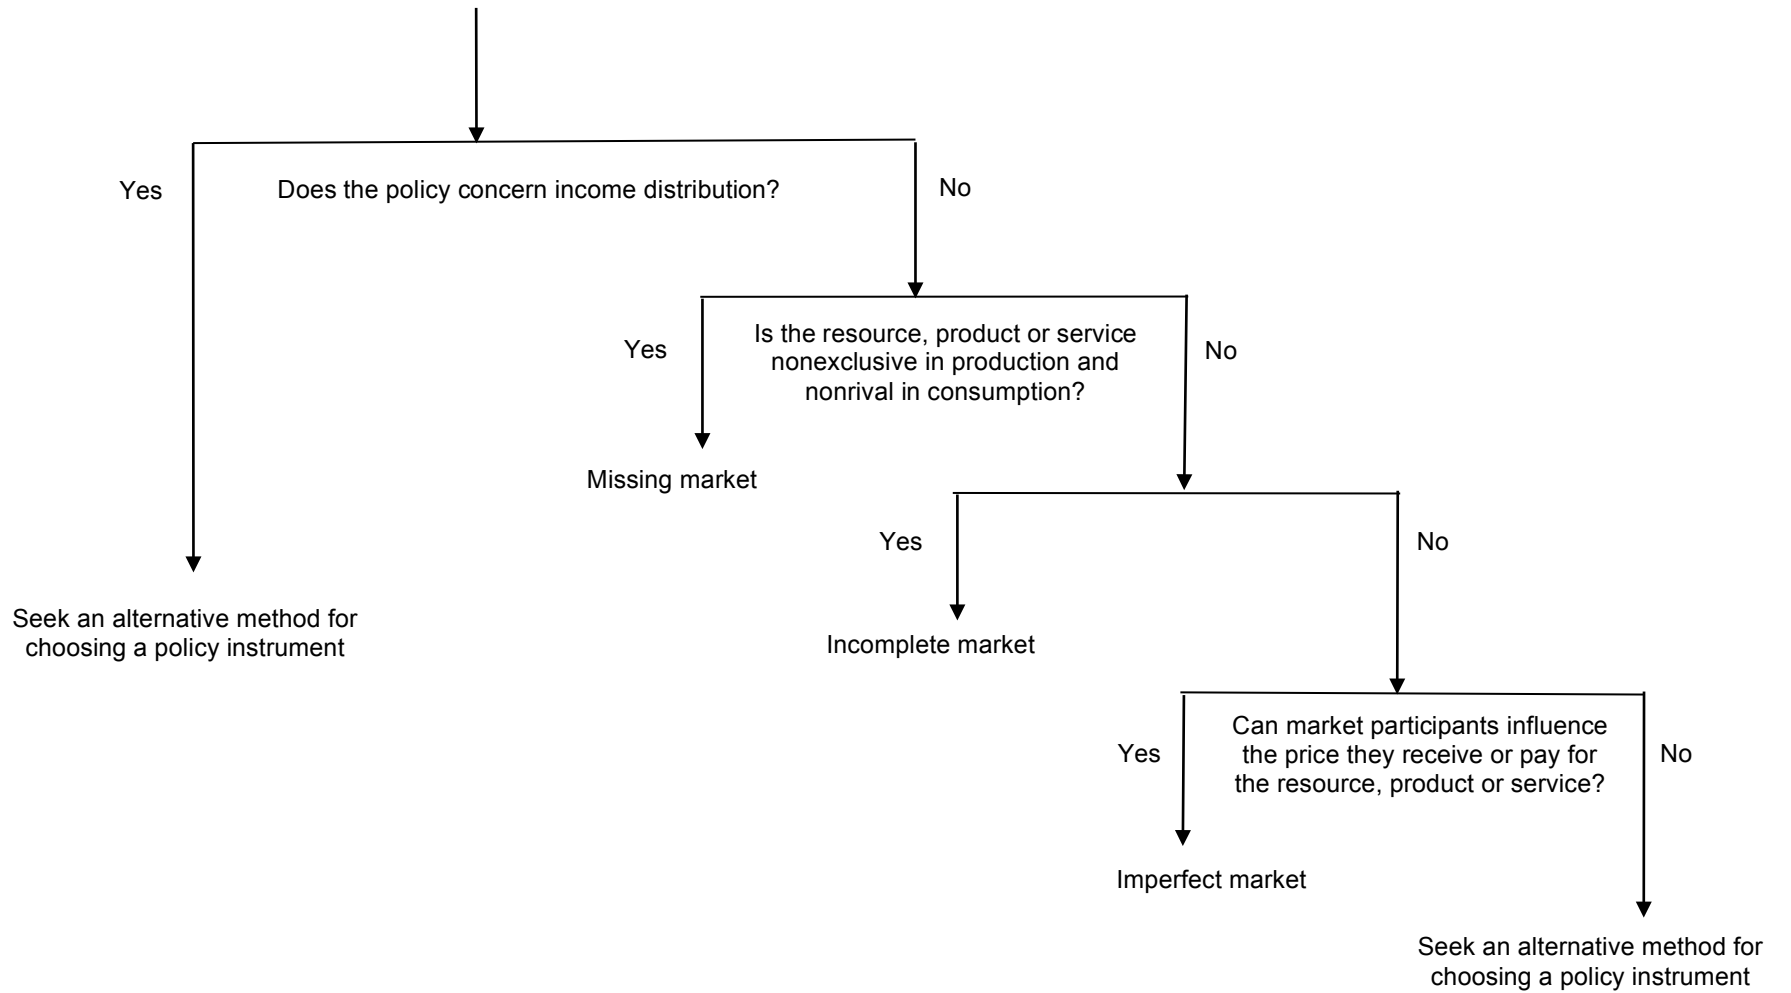 Yes
Does the policy concern income distribution?
No
Yes
Is the resource, product or service
nonexclusive in production and
nonrival in consumption?
No
Missing market
Yes
No
Seek an alternative method for
choosing a policy instrument
Incomplete market
Yes
Can market participants influence
the price they receive or pay for
the resource, product or service?
No
Imperfect market
Seek an alternative method for
choosing a policy instrument